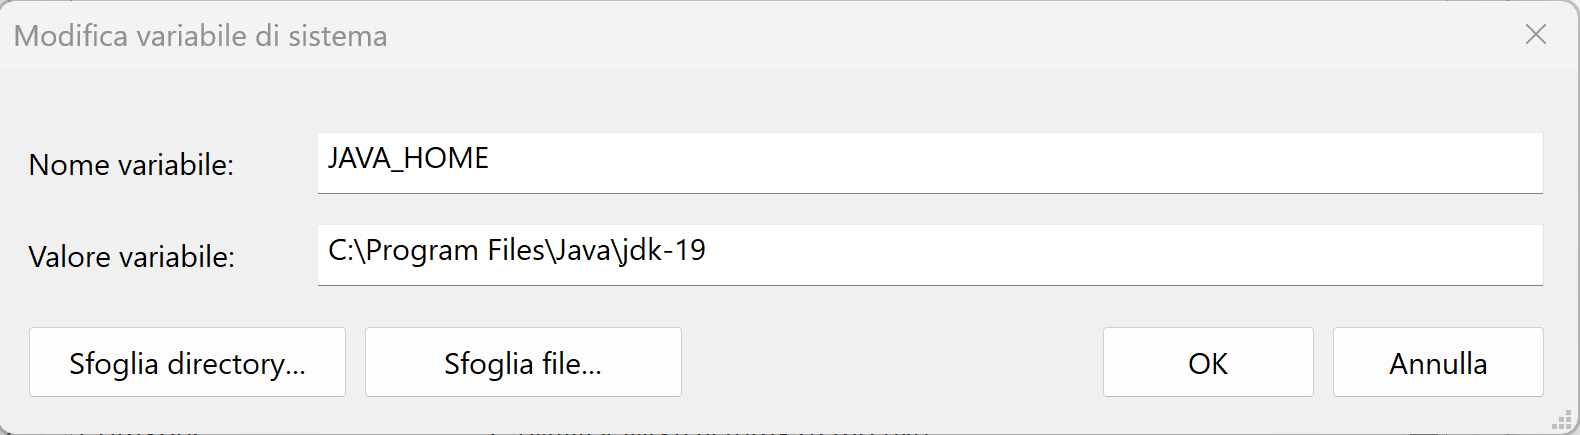 Modifica variabile di sistema
Nome variabile:
JAVA_HOME
Valore variabile:
C:\Program Files\Java\jdk-19
Sfoglia directory...
Sfoglia file...
OK
Annulla